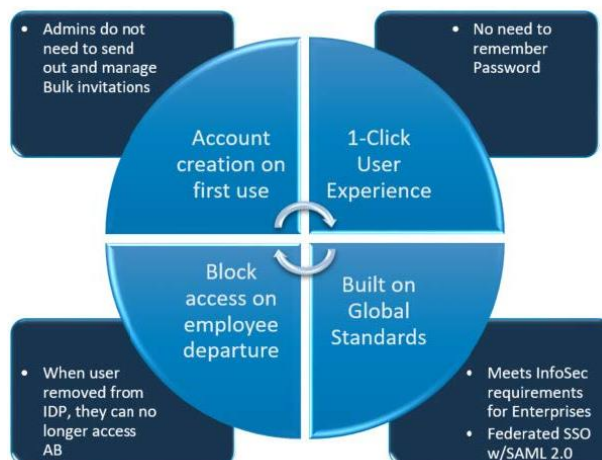 • Admins do not
need to send
out and manage
Bulk invitations
• No need to
remember
Password
Account
creation on
first use
1-Click
User
Experience
Block
access on
employee
departure
Built on
Global
Standards
• When user
removed from
IDP, they can no
longer access
AB
• Meets InfoSec
requirements
for Enterprises
• Federated SSO
w/SAML 2.0